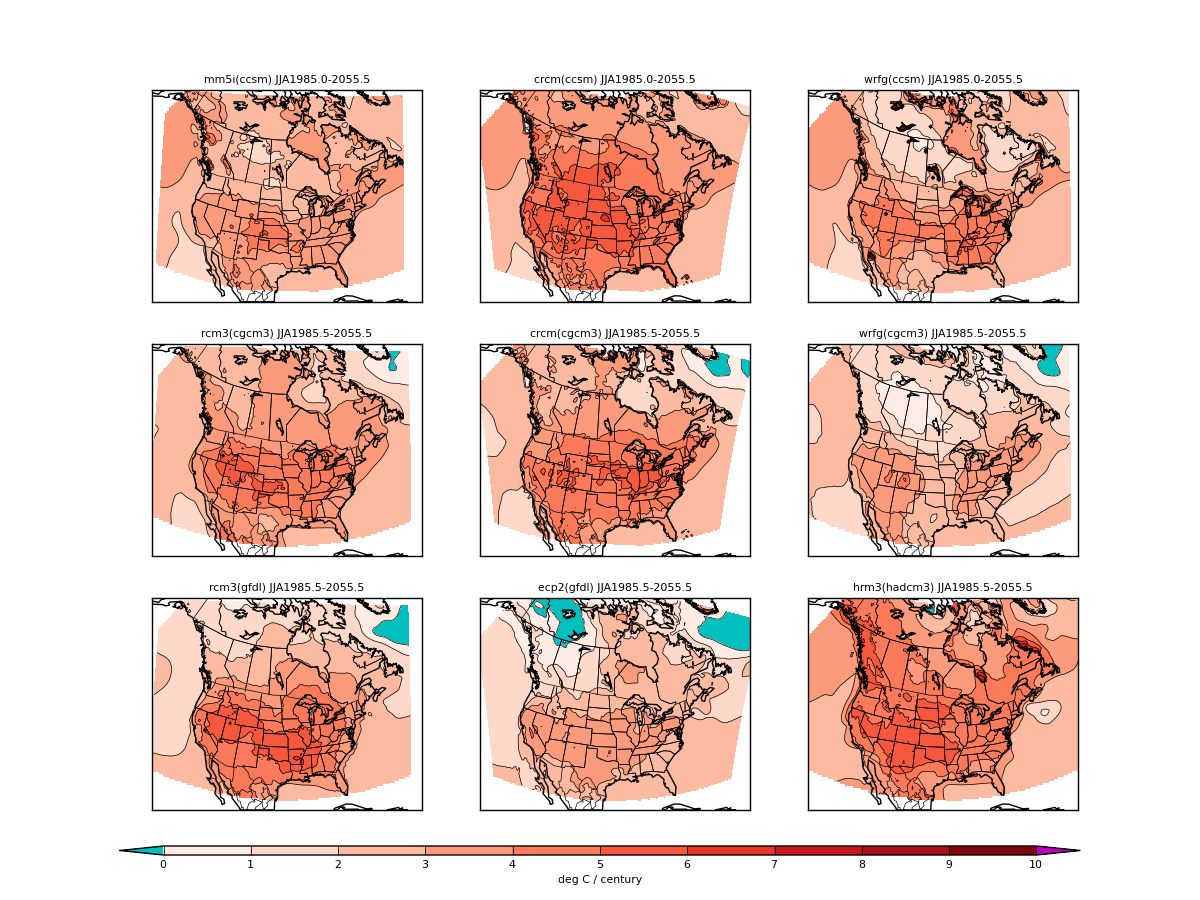 mm5i(ccsm) JJA1985.0-2055.5
crcm(ccsm) JJA1985.0-2055.5
wrfg(ccsm) JJA1985.0-2055.5
rcm3(cgcm3) JJA1985.5-2055.5
crcm(cgcm3) JJA1985.5-2055.5
wrfg(cgcm3) JJA1985.5-2055.5
rcm3(gfdl) JJA1985.5-2055.5
ecp2(gfdl) JJA1985.5-2055.5
hrm3(hadcm3) JJA1985.5-2055.5
0 1 2 3 4 5 6 7 8 9 10
deg C / century